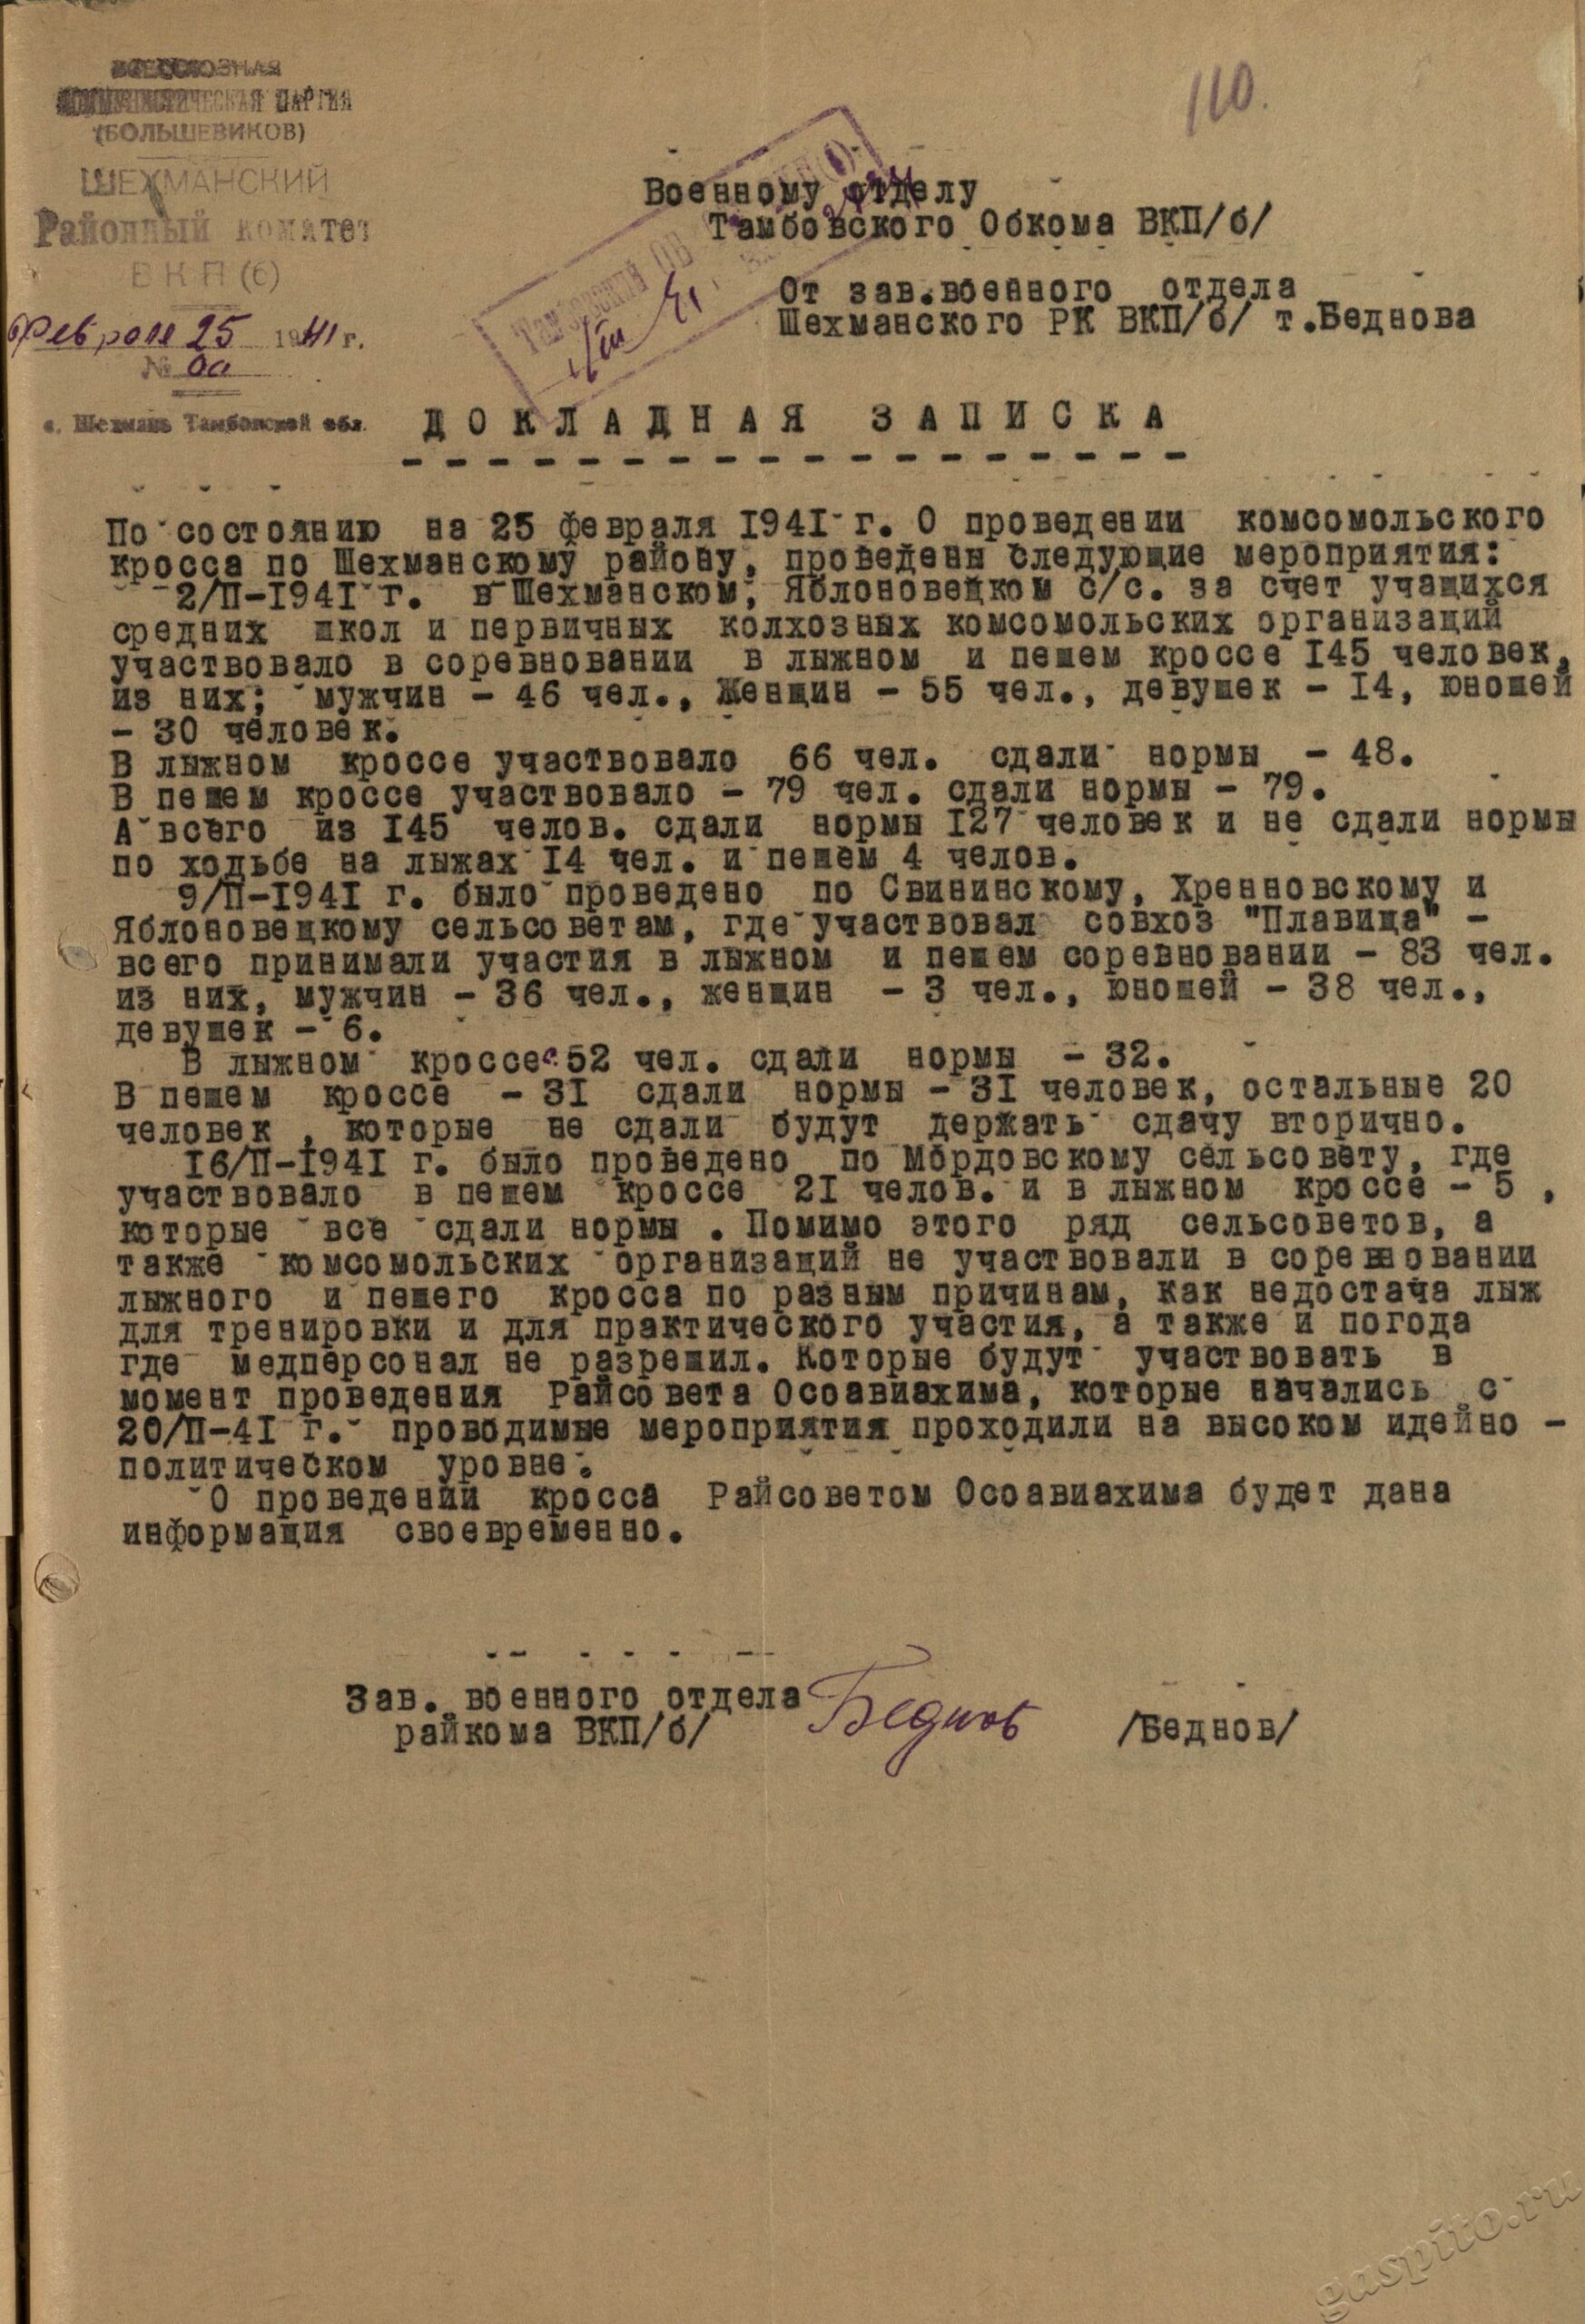 ВСЕСОЮЗНАЯ
КОММУНИСТИЧЕСКАЯ ПАРТИЯ
(БОЛЬШЕВИКОВ)
ШЕХМАНСКИЙ
Районный комитет
ВКП(б)
Февраля 25 1941 г.
№
с. Шехмань Тамбовской обл.
110.
Тамбовский ОК
Военному отделу
Тамбовского Обкома ВКП/б/
От зав.военного отдела
Шехманского РК ВКП/б/ т.Беднова
ДОКЛАДНАЯ ЗАПИСКА
По состоянию на 25 февраля 1941 г. О проведении комсомольского
кросса по Шехманскому району, проведены следующие мероприятия:
2/II-1941 г. в Шехманском, Яблоновецком с/с. за счет учащихся
средних школ и первичных колхозных комсомольских организаций
участвовало в соревновании в лыжном и пешем кроссе 145 человек,
из них; мужчин - 46 чел., Женщин - 55 чел., девушек - 14, юношей
- 30 человек.
В лыжном кроссе участвовало 66 чел. сдали нормы - 48.
В пешем кроссе участвовало - 79 чел. сдали нормы - 79.
А всего из 145 челов. сдали нормы 127 человек и не сдали нормы
по ходьбе на лыжах 14 чел. и пешем 4 челов.
9/II-1941 г. было проведено по Свининскому, Хренновскому и
Яблоновецкому сельсоветам, где участвовал совхоз "Плавица" -
всего принимали участия в лыжном и пешем соревновании - 83 чел.
из них, мужчин - 36 чел., женщин - 3 чел., юношей - 38 чел.,
девушек - 6.
В лыжном кроссе 52 чел. сдали нормы - 32.
В пешем кроссе - 31 сдали нормы - 31 человек, остальные 20
человек , которые не сдали будут держать сдачу вторично.
16/II-1941 г. было проведено по Мордовскому сельсовету, где
участвовало в пешем кроссе 21 челов. и в лыжном кроссе - 5 ,
которые все сдали нормы . Помимо этого ряд сельсоветов, а
также комсомольских организаций не участвовали в соревновании
лыжного и пешего кросса по разным причинам, как недостача лыж
для тренировки и для практического участия, а также и погода
где медперсонал не разрешил. Которые будут участвовать в
момент проведения Райсовета Осоавиахима, которые начались с
20/II-41 г. проводимые мероприятия проходили на высоком идейно -
политическом уровне.
О проведении кросса Райсоветом Осоавиахима будет дана
информация своевременно.
Зав. военного отдела
райкома ВКП/б/ Беднов /Беднов/
gaspito.ru